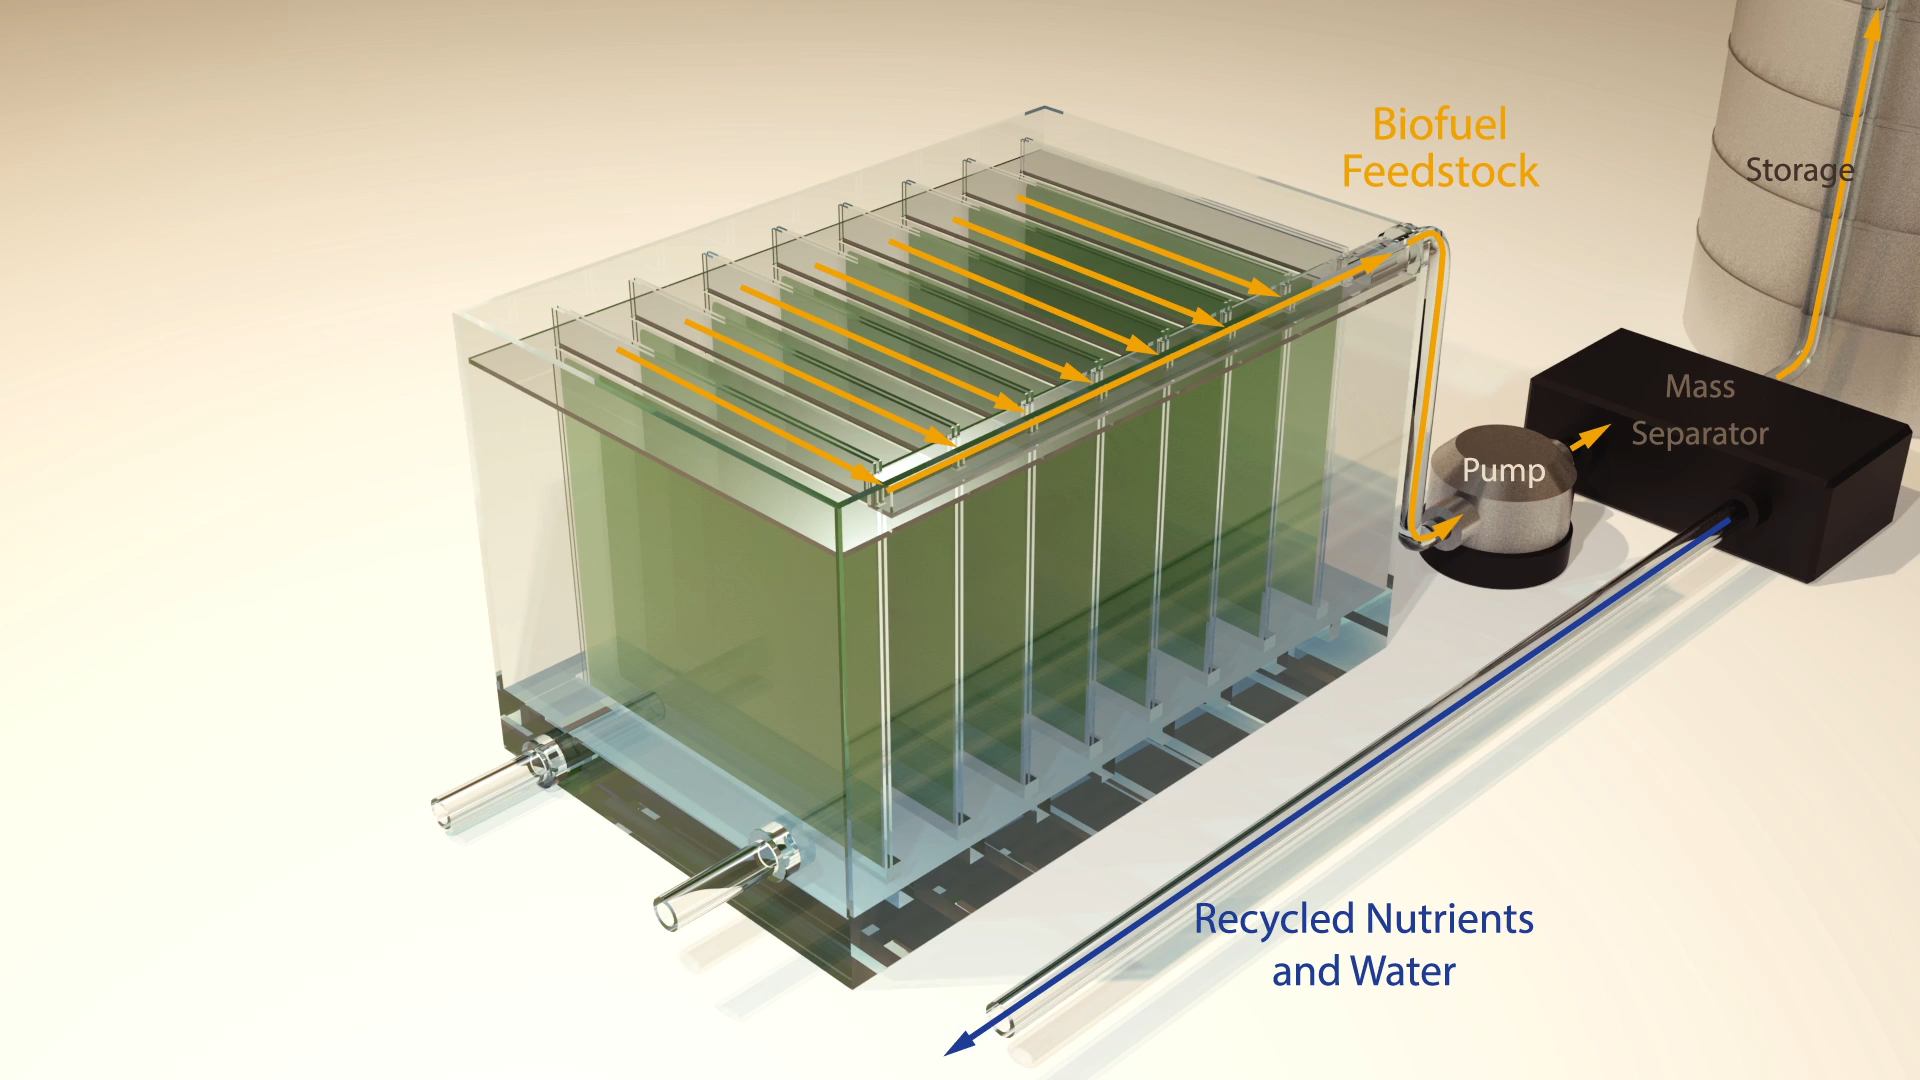 Biofuel
Feedstock
Storage
Mass
Separator
Pump
Recycled Nutrients
and Water